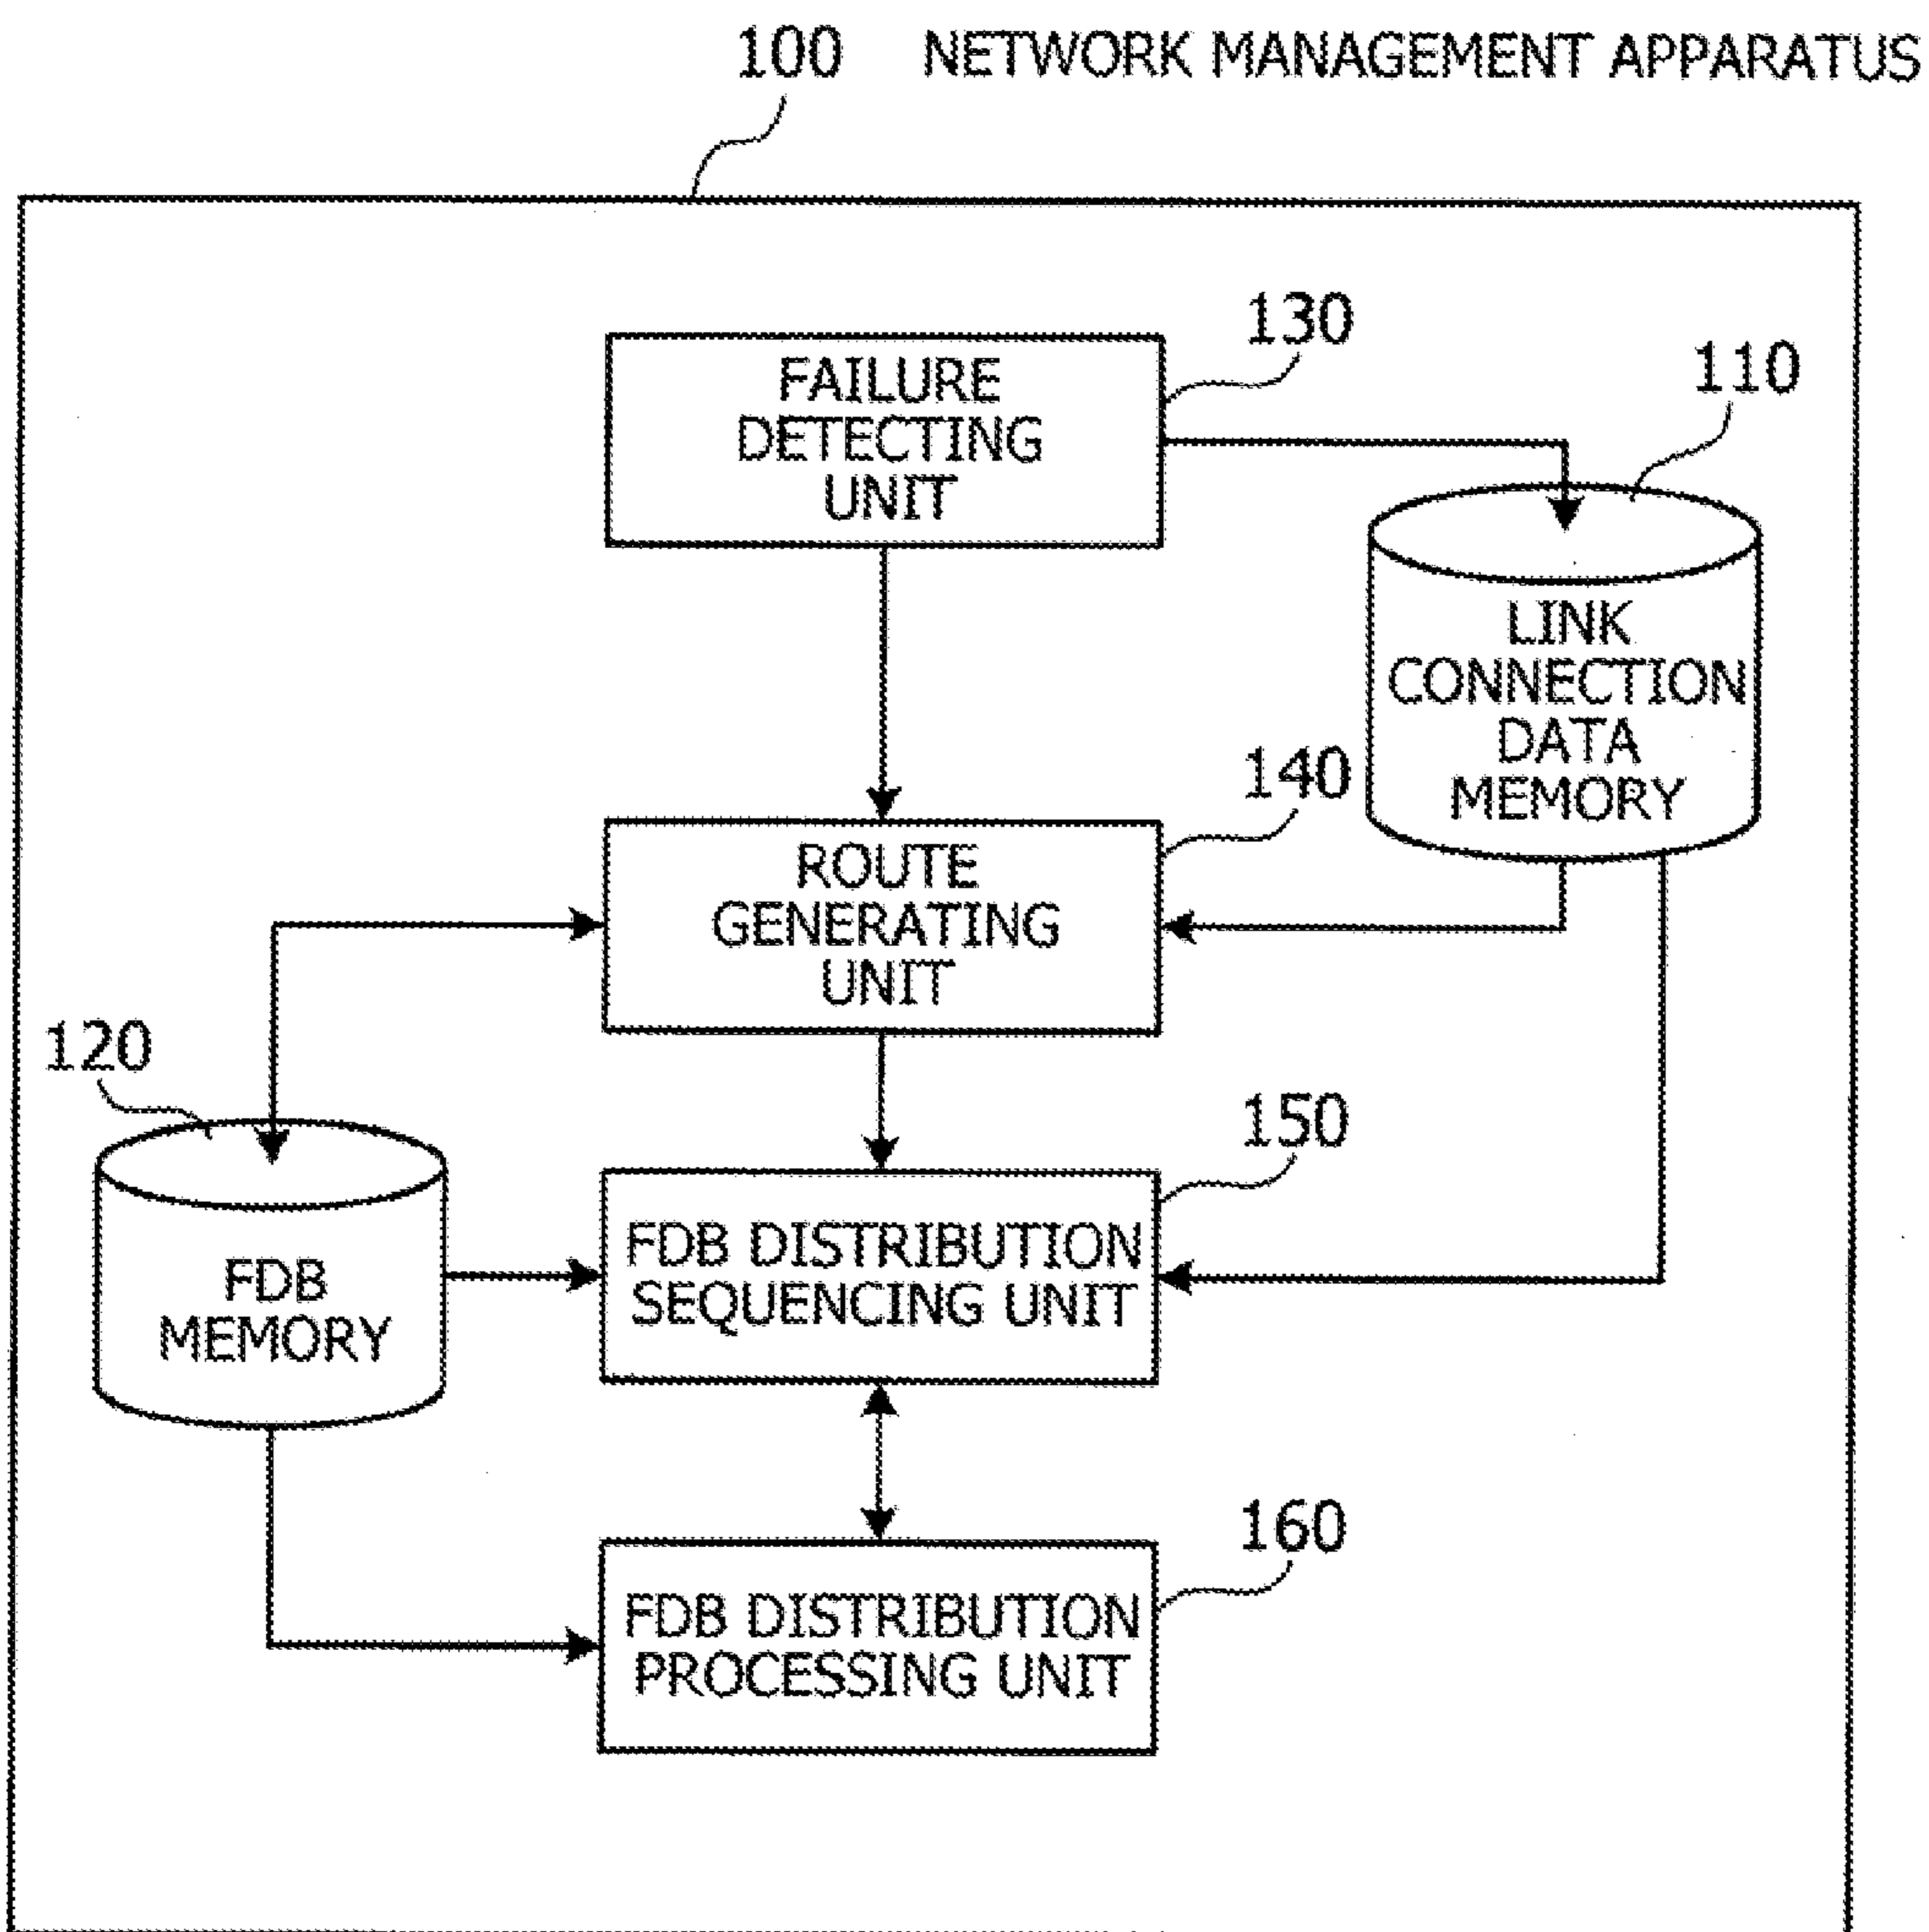 100 NETWORK MANAGEMENT APPARATUS
130
FAILURE
DETECTING
UNIT
110
LINK
CONNECTION
DATA
MEMORY
140
ROUTE
GENERATING
UNIT
120
FDB
MEMORY
150
FDB DISTRIBUTION
SEQUENCING UNIT
160
FDB DISTRIBUTION
PROCESSING UNIT